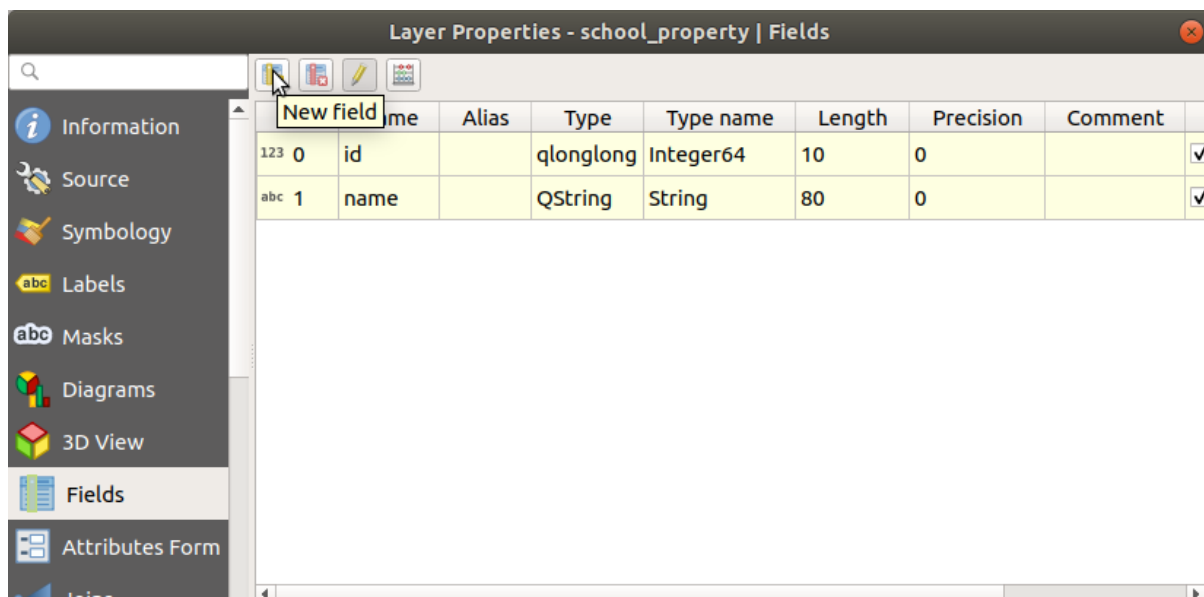 Layer Properties - school_property | Fields
New field
Alias
Type
Type name
Length
Precision
Comment
123 0 id qlonglong Integer64 10 0
abc 1 name QString String 80 0
i Information
Source
Symbology
abc Labels
abc Masks
Diagrams
3D View
Fields
Attributes Form